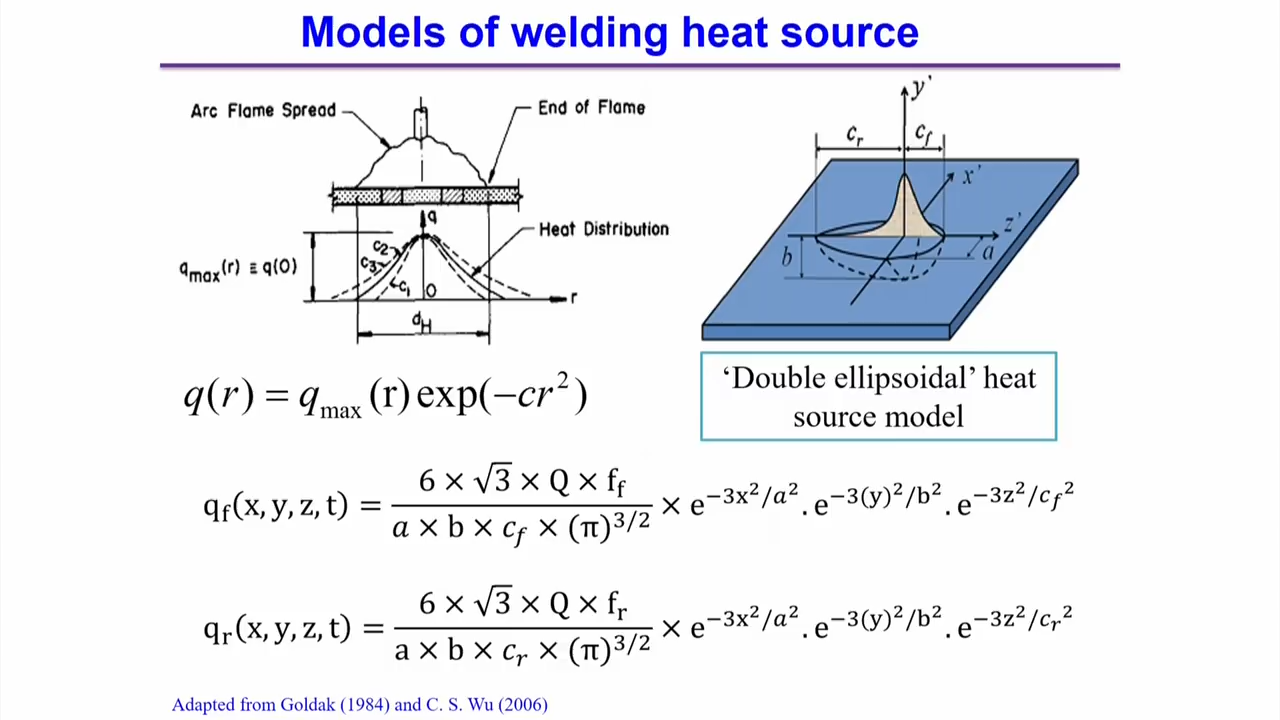 Models of welding heat source
Arc Flame Spread
End of Flame
q
Heat Distribution
C₂
C₃
C₁
O
r
qmax(r) ≡ q(0)
dH
y'
cr
cf
x'
z'
a
b
'Double ellipsoidal' heat
source model
q(r) = qmax (r) exp(−cr²)
qf(x, y, z, t) = (6 × √3 × Q × ff) / (a × b × cf × (π)^3/2) × e^−3x²/a² . e^−3(y)²/b² . e^−3z²/cf²
qr(x, y, z, t) = (6 × √3 × Q × fr) / (a × b × cr × (π)^3/2) × e^−3x²/a² . e^−3(y)²/b² . e^−3z²/cr²
Adapted from Goldak (1984) and C. S. Wu (2006)